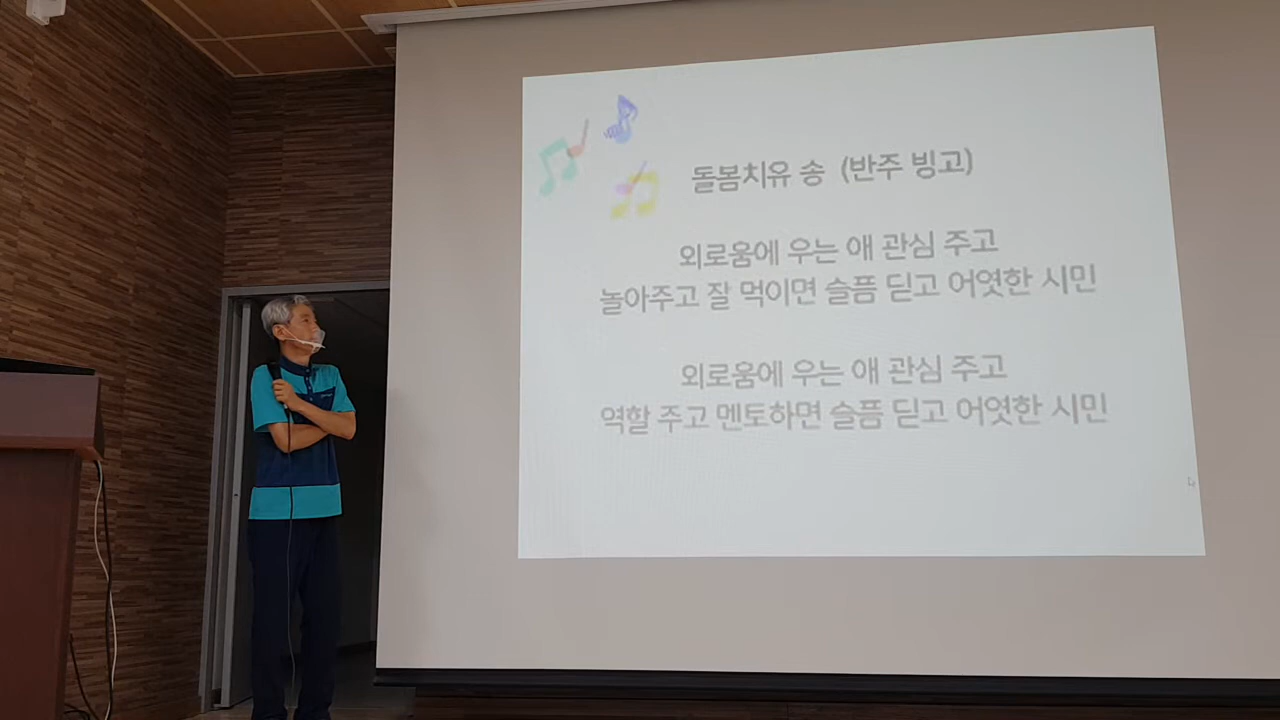 돌봄치유 송 (반주 빙고)
외로움에 우는 애 관심 주고
놀아주고 잘 먹이면 슬픔 딛고 어엿한 시민
외로움에 우는 애 관심 주고
역할 주고 멘토하면 슬픔 딛고 어엿한 시민